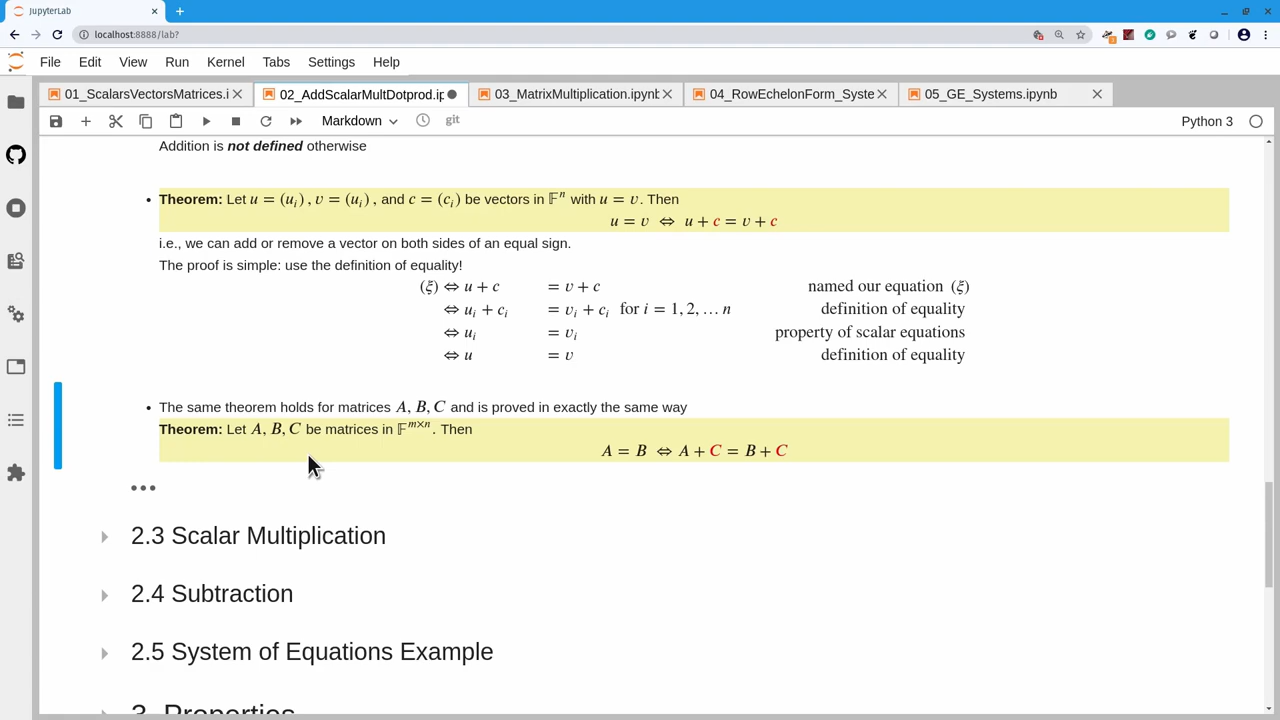 JupyterLab
localhost:8888/lab?
File Edit View Run Kernel Tabs Settings Help
01_ScalarsVectorsMatrices.i 02_AddScalarMultDotprod.ip 03_MatrixMultiplication.ipynb 04_RowEchelonForm_Syste 05_GE_Systems.ipynb
Markdown git Python 3
Addition is not defined otherwise
• Theorem: Let u = (uᵢ), v = (uᵢ), and c = (cᵢ) be vectors in 𝔽ⁿ with u = v. Then
u = v ⇔ u + c = v + c
i.e., we can add or remove a vector on both sides of an equal sign.
The proof is simple: use the definition of equality!
(ξ) ⇔ u + c = v + c named our equation (ξ)
⇔ uᵢ + cᵢ = vᵢ + cᵢ for i = 1, 2, … n definition of equality
⇔ uᵢ = vᵢ property of scalar equations
⇔ u = v definition of equality
• The same theorem holds for matrices A, B, C and is proved in exactly the same way
Theorem: Let A, B, C be matrices in 𝔽ᵐˣⁿ. Then
A = B ⇔ A + C = B + C
•••
2.3 Scalar Multiplication
2.4 Subtraction
2.5 System of Equations Example
3. Properties